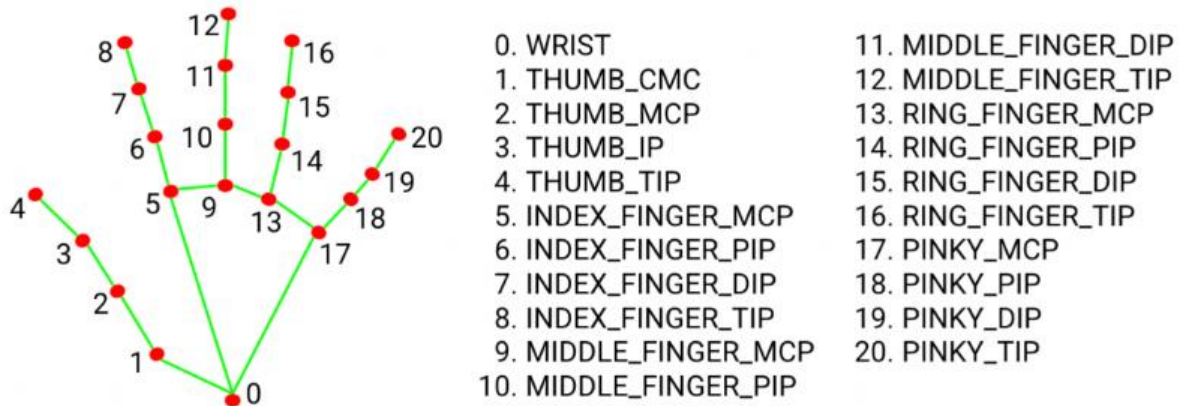 12
8
16
11
7
15
10
20
6
14
19
4
5
9
18
13
3
17
2
1
0
0. WRIST
1. THUMB_CMC
2. THUMB_MCP
3. THUMB_IP
4. THUMB_TIP
5. INDEX_FINGER_MCP
6. INDEX_FINGER_PIP
7. INDEX_FINGER_DIP
8. INDEX_FINGER_TIP
9. MIDDLE_FINGER_MCP
10. MIDDLE_FINGER_PIP
11. MIDDLE_FINGER_DIP
12. MIDDLE_FINGER_TIP
13. RING_FINGER_MCP
14. RING_FINGER_PIP
15. RING_FINGER_DIP
16. RING_FINGER_TIP
17. PINKY_MCP
18. PINKY_PIP
19. PINKY_DIP
20. PINKY_TIP